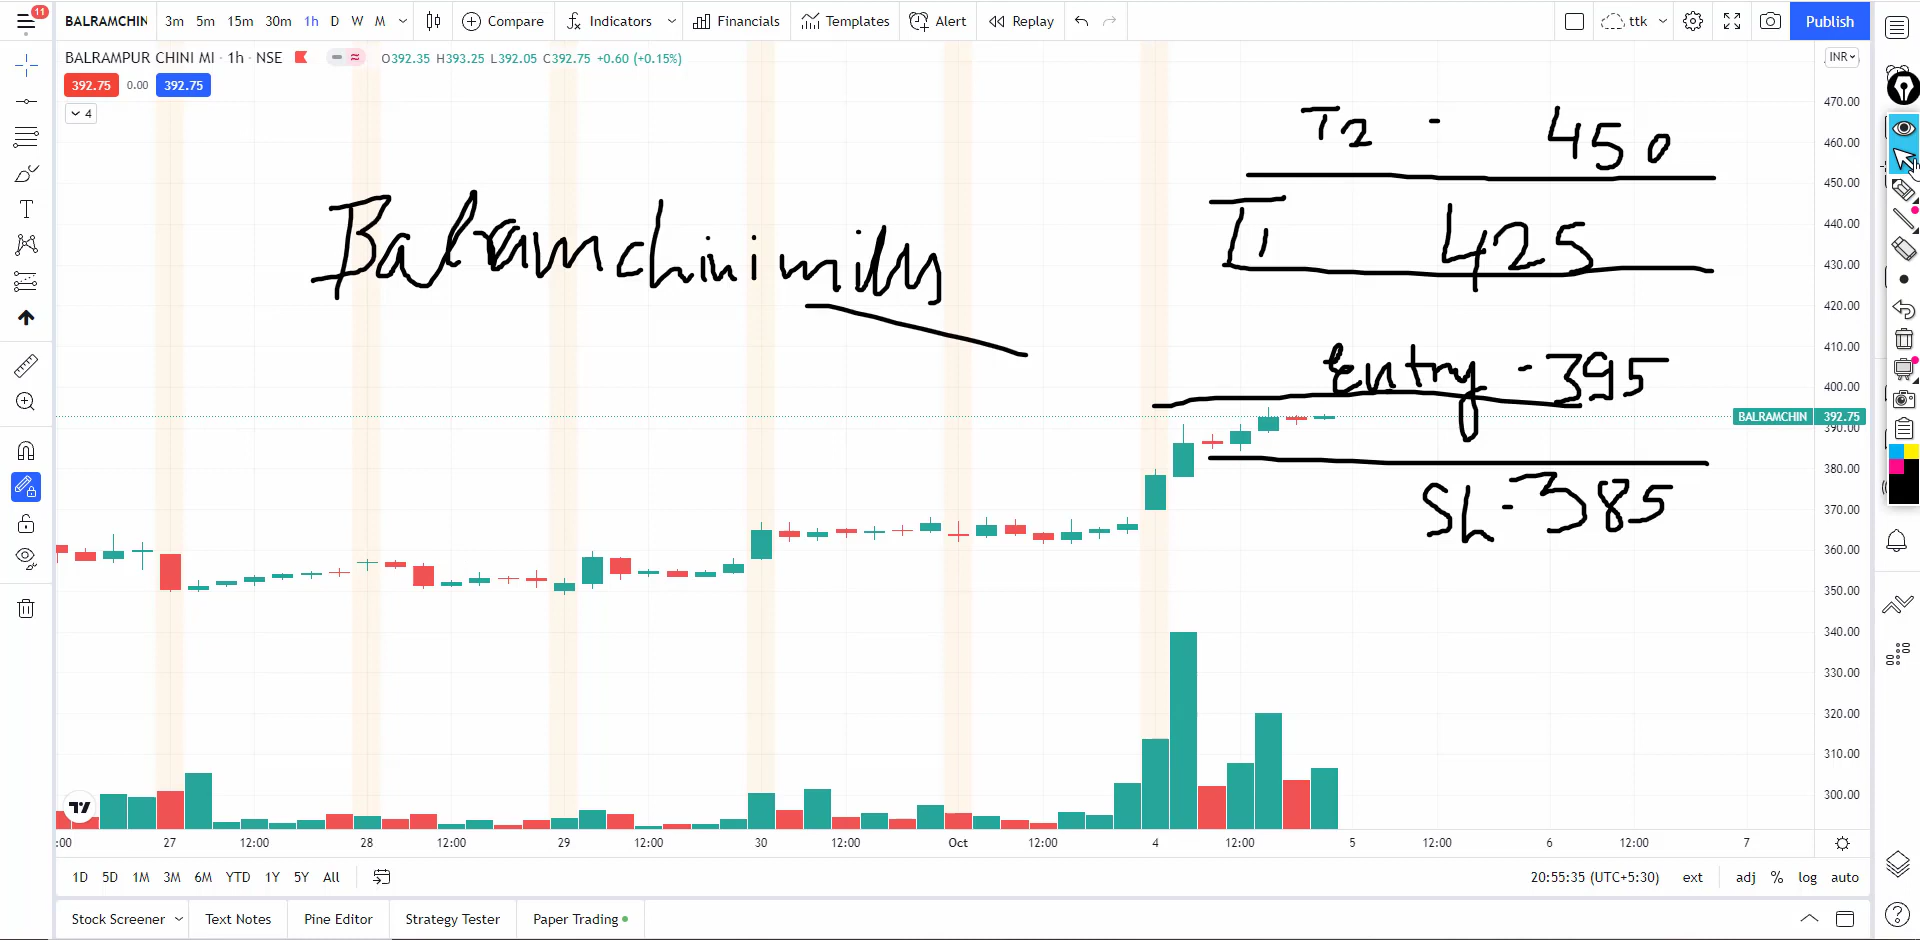 11
BALRAMCHIN 3m 5m 15m 30m 1h D W M Compare Indicators Financials Templates Alert Replay ttk Publish
BALRAMPUR CHINI MI · 1h · NSE O392.35 H393.25 L392.05 C392.75 +0.60 (+0.15%) INR
392.75 0.00 392.75
4
T2 - 450
T1 425
Balramchini mills
Entry - 395
SL - 385
470.00
460.00
450.00
440.00
430.00
420.00
410.00
400.00
BALRAMCHIN 392.75
390.00
380.00
370.00
360.00
350.00
340.00
330.00
320.00
310.00
300.00
:00 27 12:00 28 12:00 29 12:00 30 12:00 Oct 12:00 4 12:00 5 12:00 6 12:00 7
1D 5D 1M 3M 6M YTD 1Y 5Y All 20:55:35 (UTC+5:30) ext adj % log auto
Stock Screener Text Notes Pine Editor Strategy Tester Paper Trading